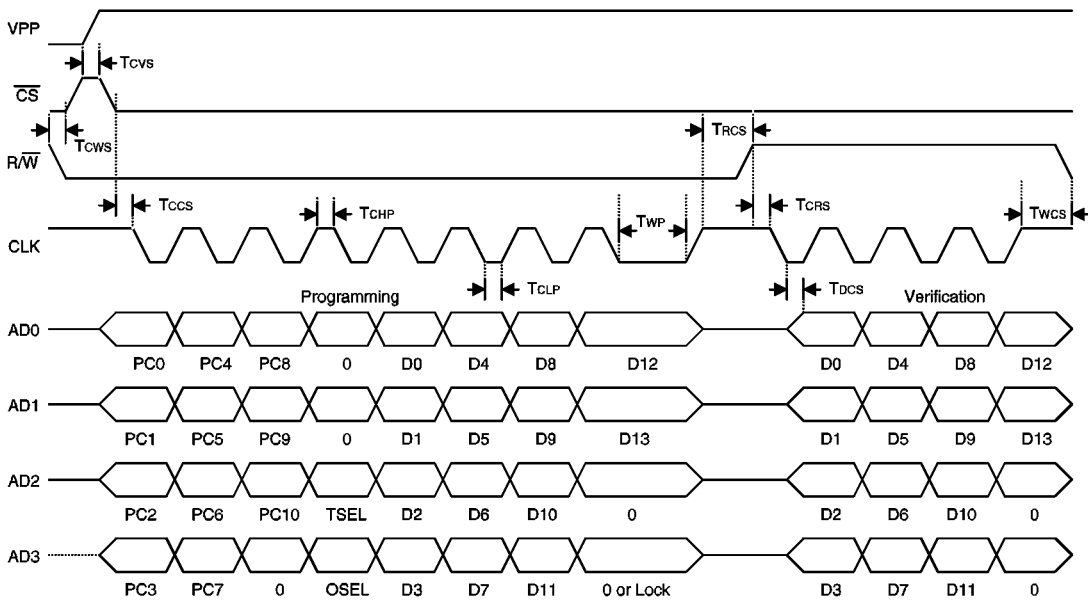 VPP
TCVS
CS
TCWS
TRCS
R/W
TCCS
TCHP
TWP
TCRS
TWCS
CLK
TCLP
TDCS
Programming
Verification
AD0
PC0 PC4 PC8 0 D0 D4 D8 D12 D0 D4 D8 D12
AD1
PC1 PC5 PC9 0 D1 D5 D9 D13 D1 D5 D9 D13
AD2
PC2 PC6 PC10 TSEL D2 D6 D10 0 D2 D6 D10 0
AD3
PC3 PC7 0 OSEL D3 D7 D11 0 or Lock D3 D7 D11 0